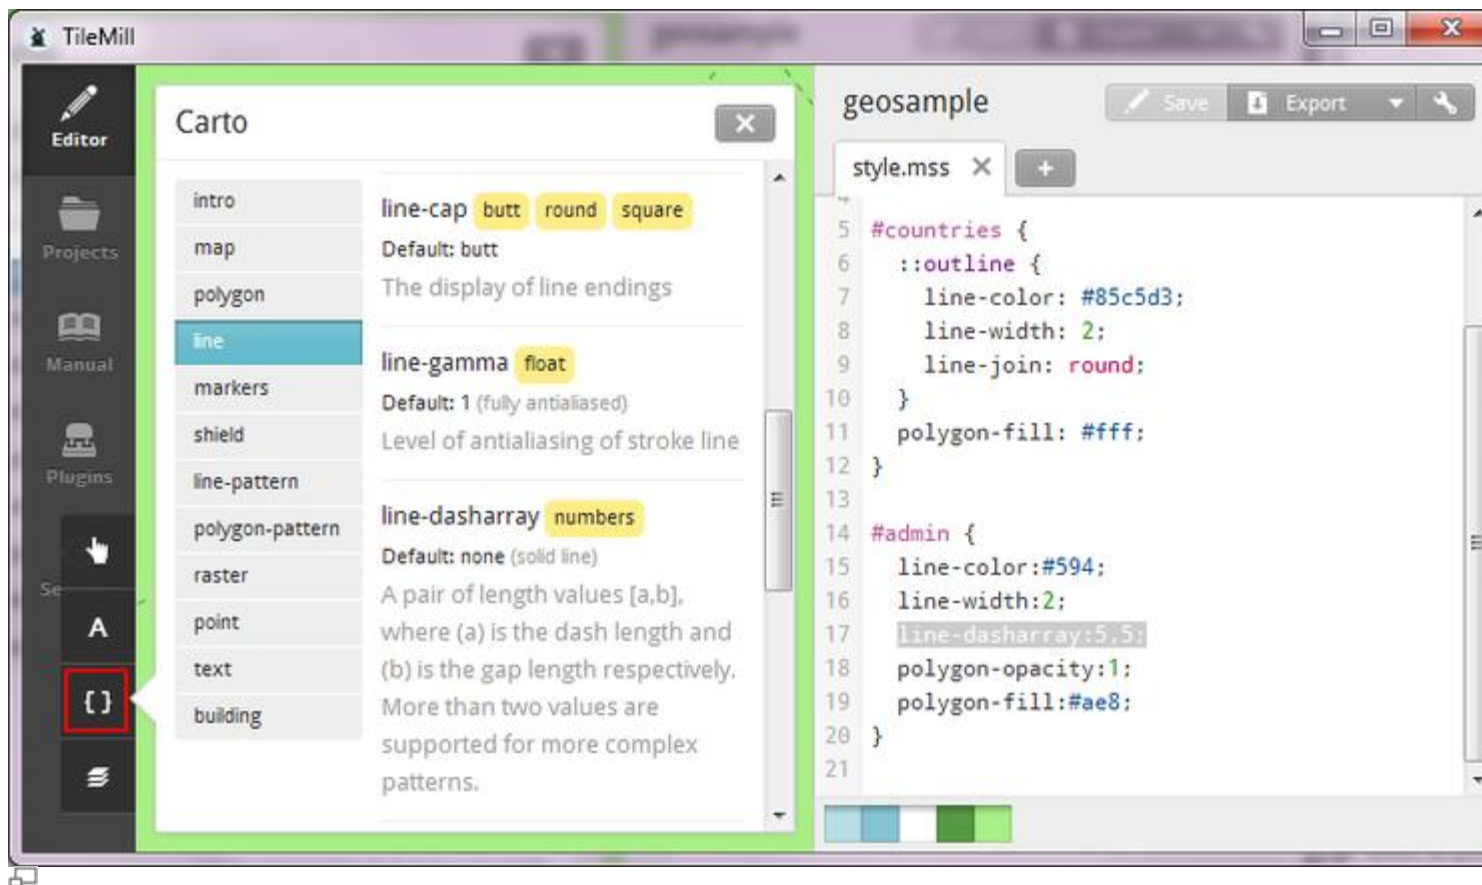 TileMill
Editor
Projects
Manual
Plugins
Se
A
{ }
Carto
intro
map
polygon
line
markers
shield
line-pattern
polygon-pattern
raster
point
text
building
line-cap butt round square
Default: butt
The display of line endings
line-gamma float
Default: 1 (fully antialiased)
Level of antialiasing of stroke line
line-dasharray numbers
Default: none (solid line)
A pair of length values [a,b],
where (a) is the dash length and
(b) is the gap length respectively.
More than two values are
supported for more complex
patterns.
geosample
Save Export
style.mss
+
4
5 #countries {
6 ::outline {
7 line-color: #85c5d3;
8 line-width: 2;
9 line-join: round;
10 }
11 polygon-fill: #fff;
12 }
13
14 #admin {
15 line-color:#594;
16 line-width:2;
17 line-dasharray:5,5;
18 polygon-opacity:1;
19 polygon-fill:#ae8;
20 }
21